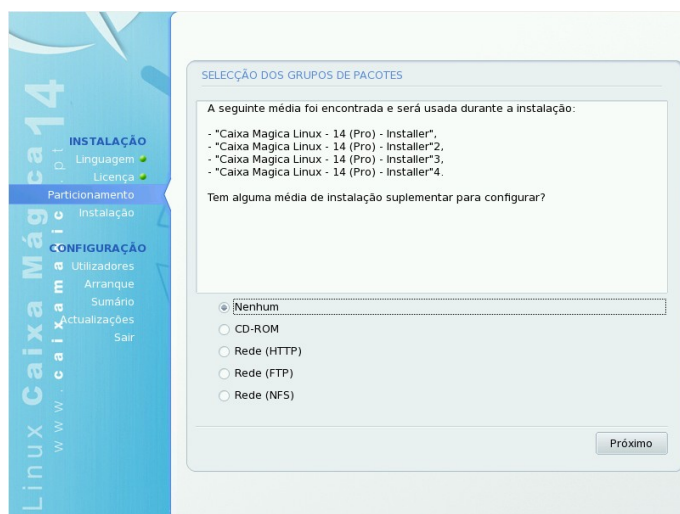 Linux Caixa Mágica 14
www.caixamagica.pt
INSTALAÇÃO
Linguagem
Licença
Particionamento
Instalação
CONFIGURAÇÃO
Utilizadores
Arranque
Sumário
Actualizações
Sair
SELECÇÃO DOS GRUPOS DE PACOTES
A seguinte média foi encontrada e será usada durante a instalação:
- "Caixa Magica Linux - 14 (Pro) - Installer",
- "Caixa Magica Linux - 14 (Pro) - Installer"2,
- "Caixa Magica Linux - 14 (Pro) - Installer"3,
- "Caixa Magica Linux - 14 (Pro) - Installer"4.
Tem alguma média de instalação suplementar para configurar?
Nenhum
CD-ROM
Rede (HTTP)
Rede (FTP)
Rede (NFS)
Próximo